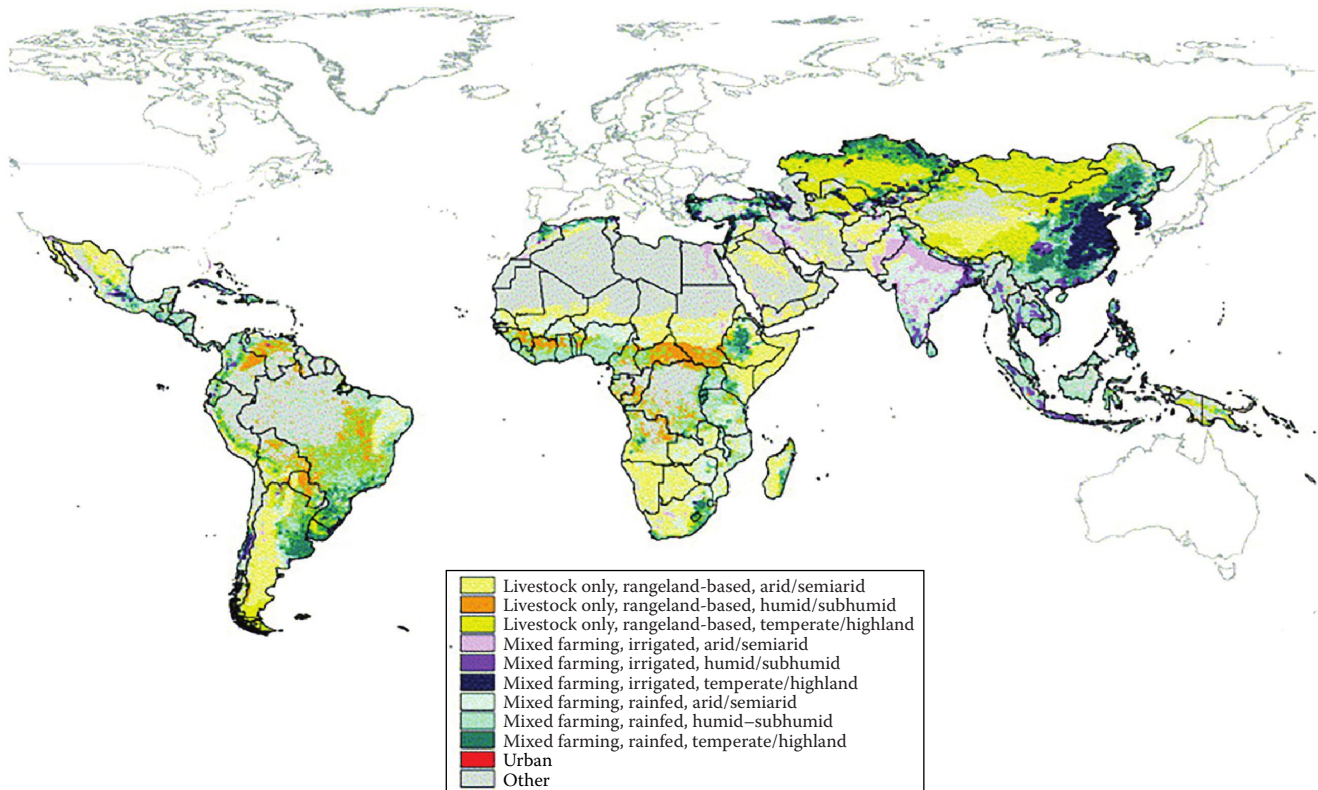 Livestock only, rangeland-based, arid/semiarid
Livestock only, rangeland-based, humid/subhumid
Livestock only, rangeland-based, temperate/highland
Mixed farming, irrigated, arid/semiarid
Mixed farming, irrigated, humid/subhumid
Mixed farming, irrigated, temperate/highland
Mixed farming, rainfed, arid/semiarid
Mixed farming, rainfed, humid–subhumid
Mixed farming, rainfed, temperate/highland
Urban
Other